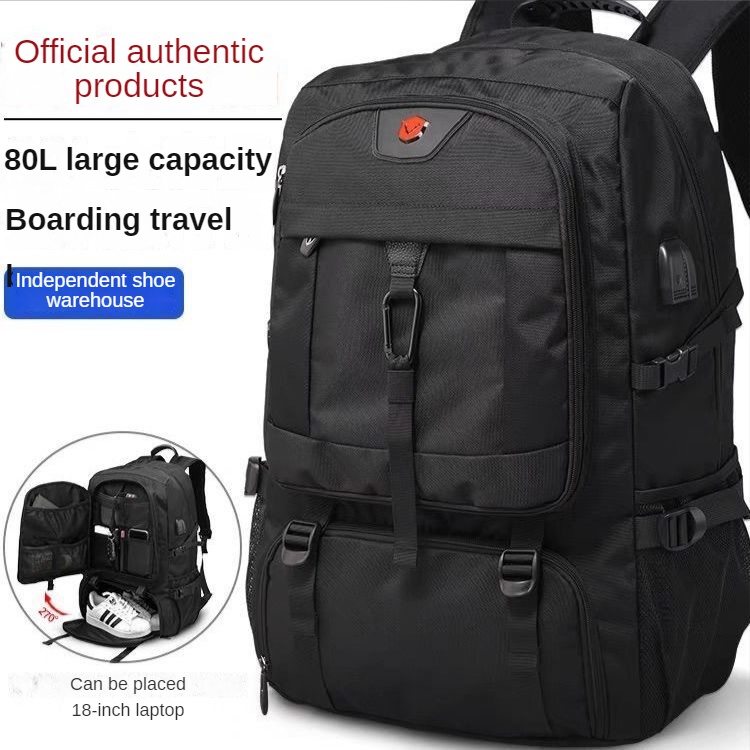 Official authentic
products
80L large capacity
Boarding travel
Independent shoe
warehouse
270°
Can be placed
18-inch laptop